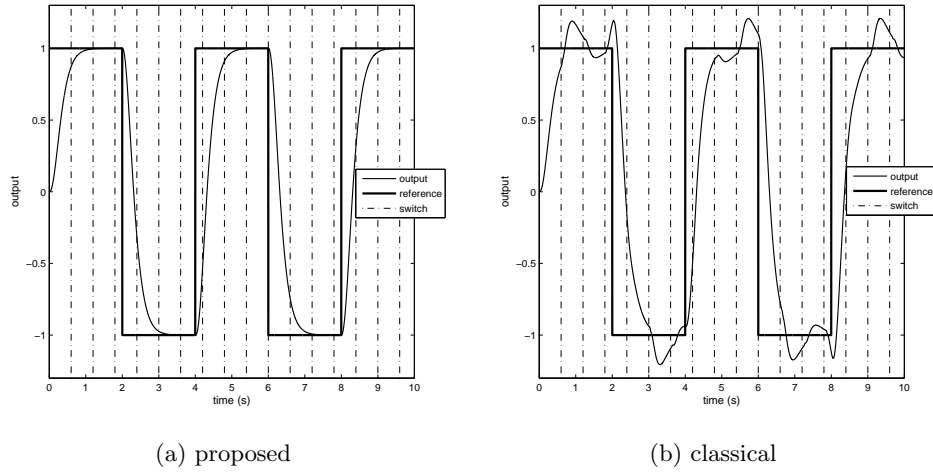 1
0.5
0
−0.5
−1
output
0 1 2 3 4 5 6 7 8 9 10
time (s)
output
reference
switch
(a) proposed
1
0.5
0
−0.5
−1
output
0 1 2 3 4 5 6 7 8 9 10
time (s)
output
reference
switch
(b) classical